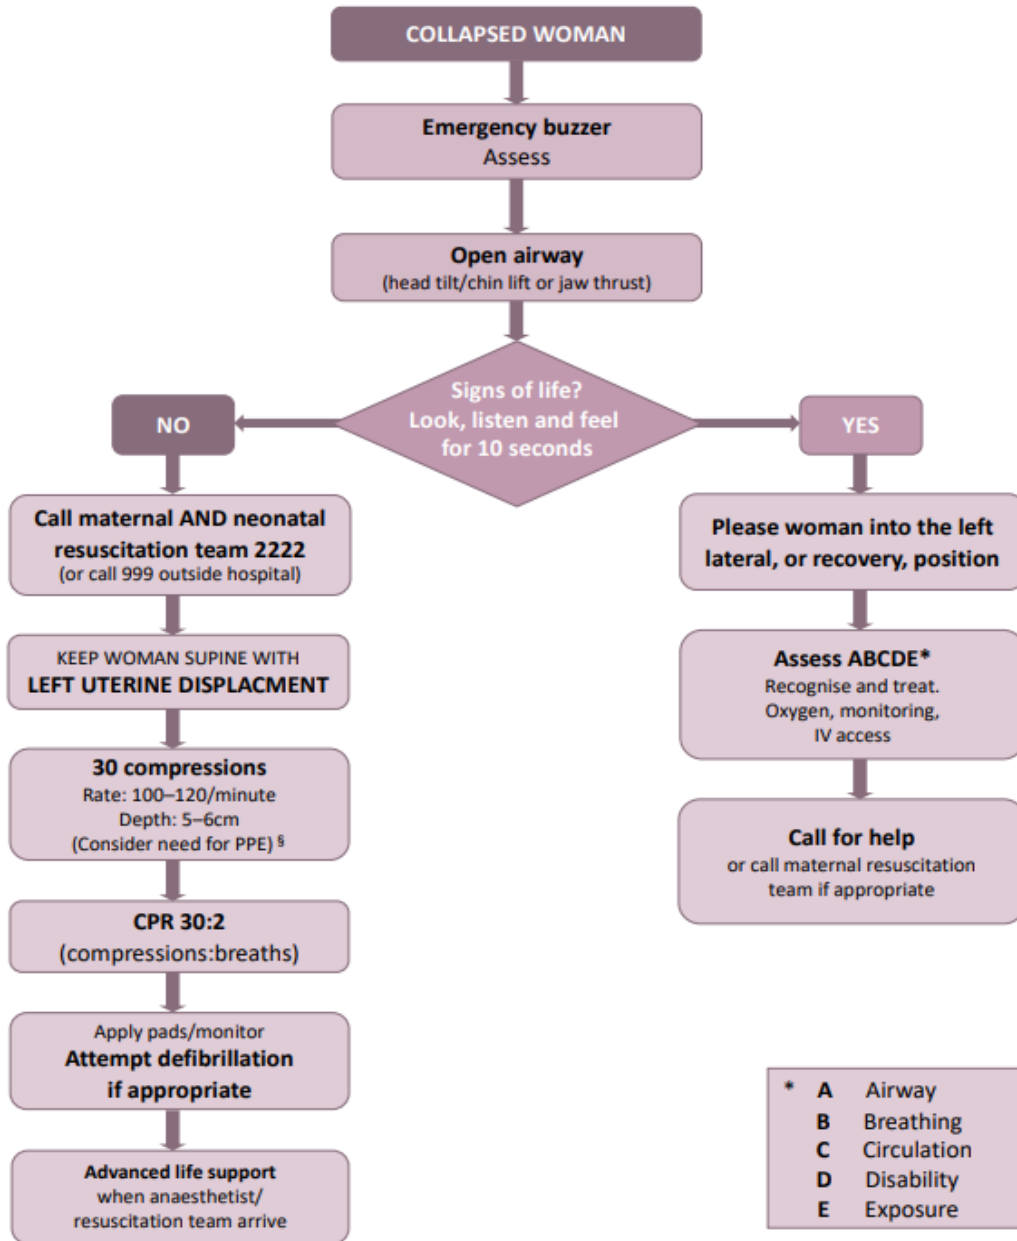 COLLAPSED WOMAN
Emergency buzzer
Assess
Open airway
(head tilt/chin lift or jaw thrust)
Signs of life?
Look, listen and feel
for 10 seconds
NO
Call maternal AND neonatal
resuscitation team 2222
(or call 999 outside hospital)
KEEP WOMAN SUPINE WITH
LEFT UTERINE DISPLACMENT
30 compressions
Rate: 100–120/minute
Depth: 5–6cm
(Consider need for PPE) §
CPR 30:2
(compressions:breaths)
Apply pads/monitor
Attempt defibrillation
if appropriate
Advanced life support
when anaesthetist/
resuscitation team arrive
YES
Please woman into the left
lateral, or recovery, position
Assess ABCDE*
Recognise and treat.
Oxygen, monitoring,
IV access
Call for help
or call maternal resuscitation
team if appropriate
* A Airway
B Breathing
C Circulation
D Disability
E Exposure